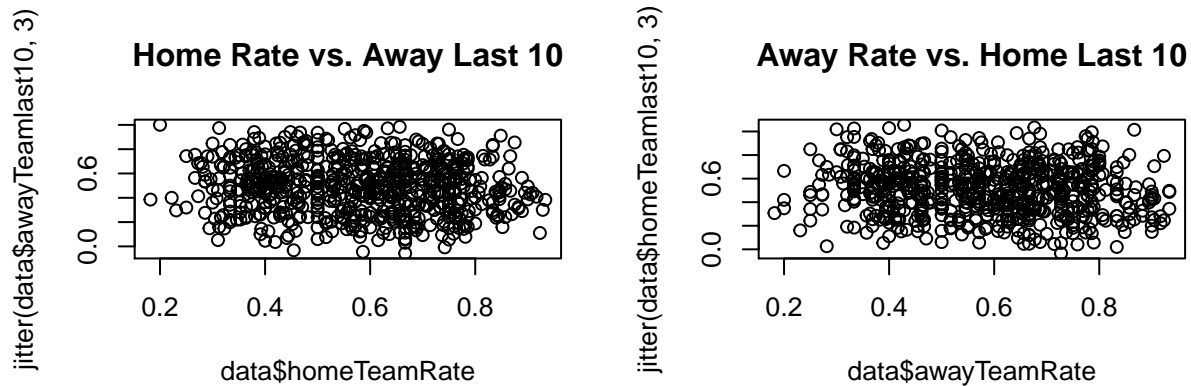 Home Rate vs. Away Last 10
jitter(data$awayTeamlast10, 3)
0.6
0.0
0.2 0.4 0.6 0.8
data$homeTeamRate
Away Rate vs. Home Last 10
jitter(data$homeTeamlast10, 3)
0.6
0.0
0.2 0.4 0.6 0.8
data$awayTeamRate